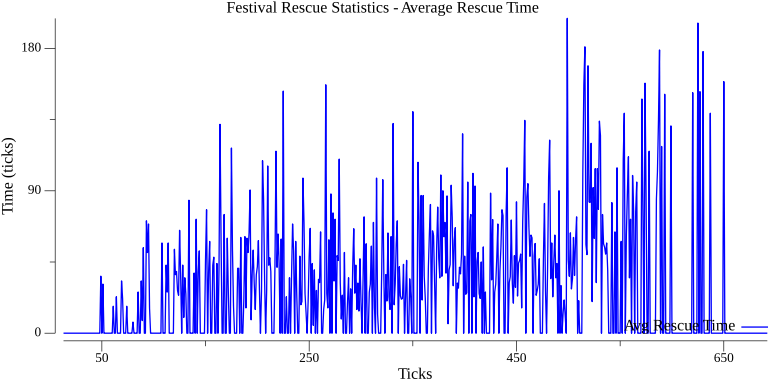 Festival Rescue Statistics - Average Rescue Time
180
Time (ticks)
90
0
Avg Rescue Time
50
250
450
650
Ticks